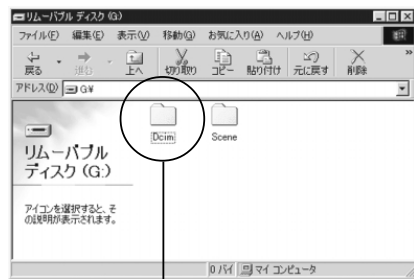 リムーバブル ディスク (G:)
ファイル(F) 編集(E) 表示(V) 移動(G) お気に入り(A) ヘルプ(H)
戻る 進む 上へ 切り取り コピー 貼り付け 元に戻す 削除 »
アドレス(D) G:¥
リムーバブル
ディスク (G:)
アイコンを選択すると、そ
の説明が表示されます。
Dcim
Scene
0 バイト マイ コンピュータ